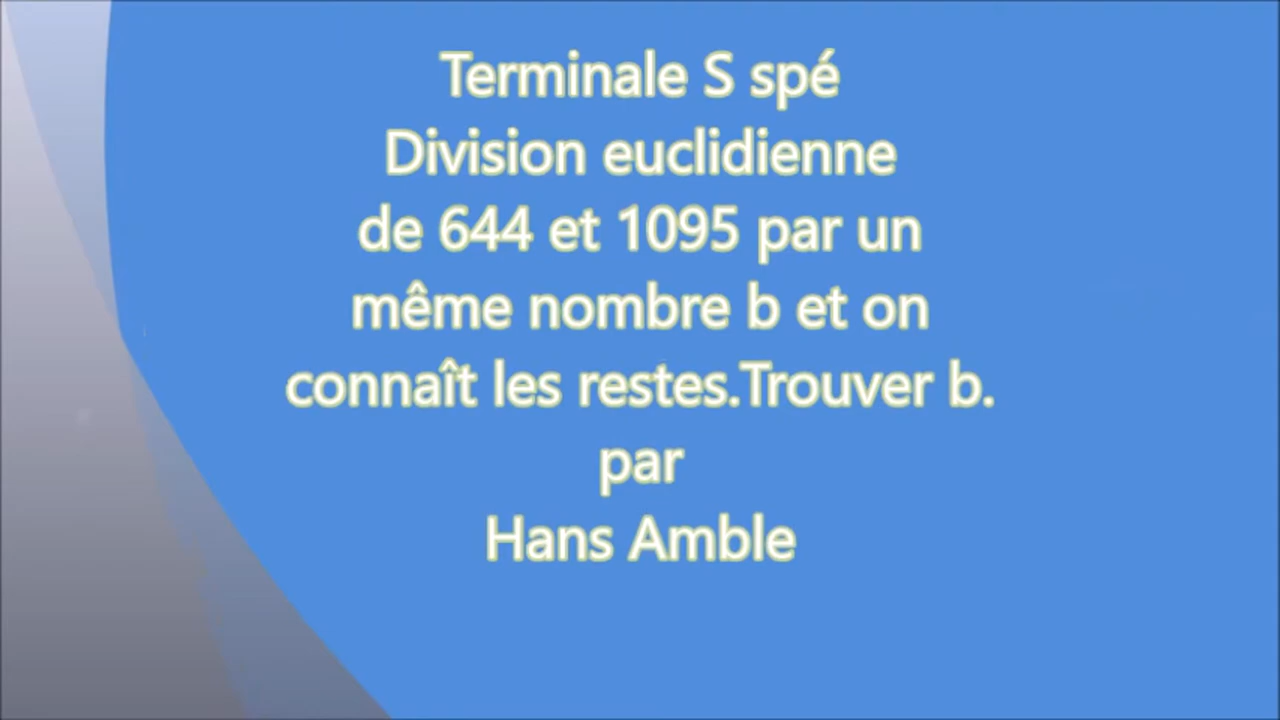 Terminale S spé
Division euclidienne
de 644 et 1095 par un
même nombre b et on
connaît les restes.Trouver b.
par
Hans Amble